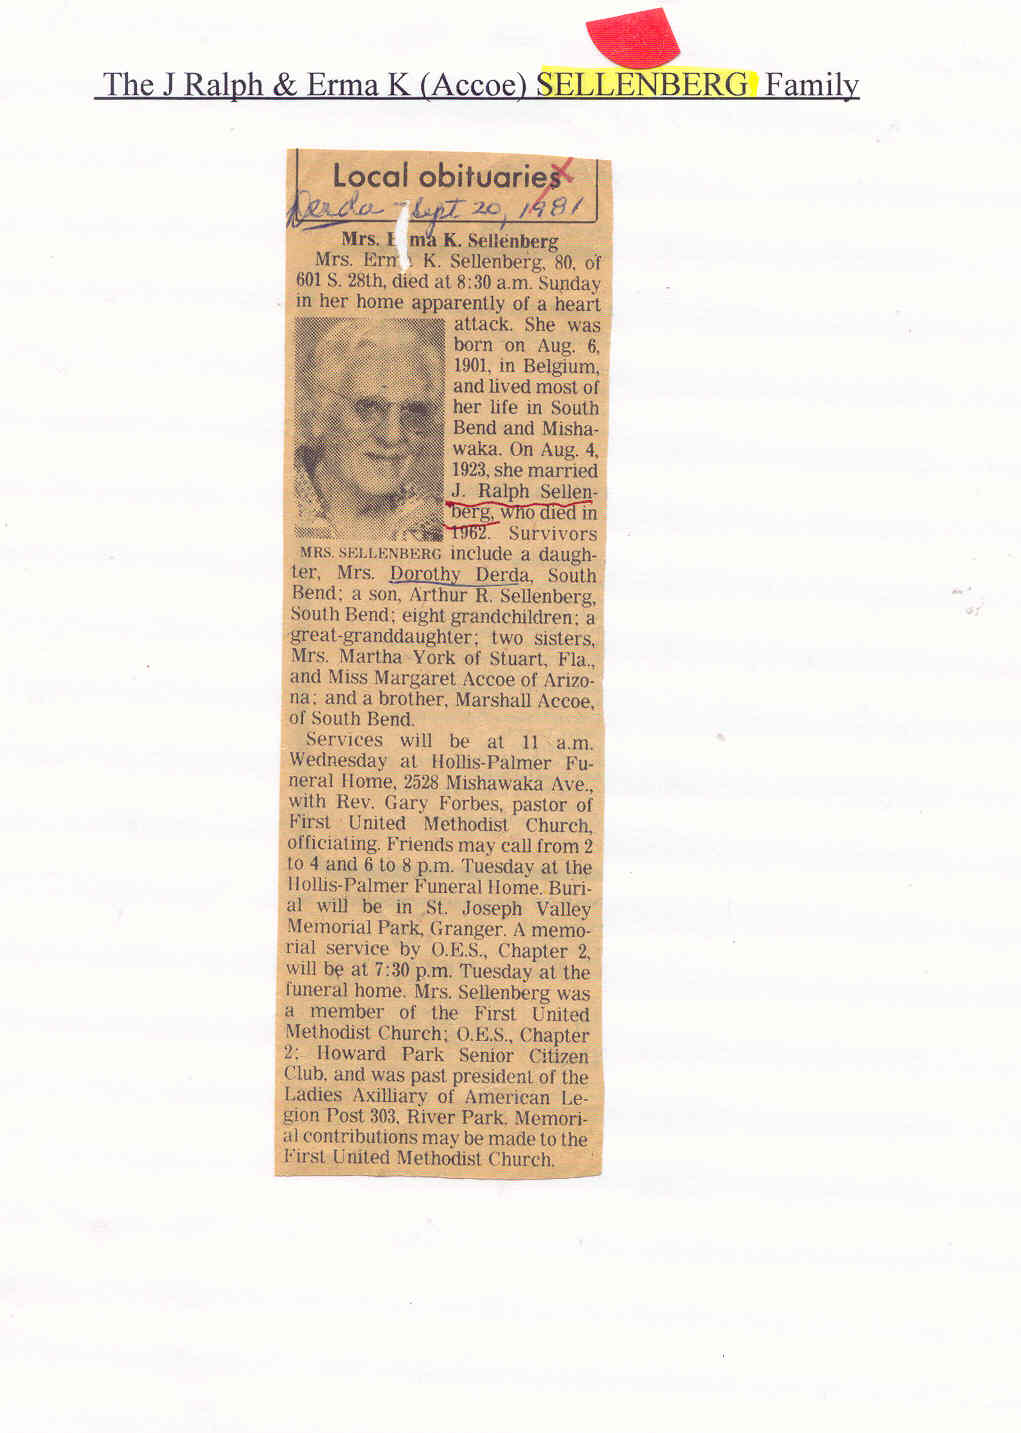 The J Ralph & Erma K (Accoe) SELLENBERG Family
Local obituaries
Derda - Sept 20, 1981
Mrs. Erma K. Sellenberg
Mrs. Erma K. Sellenberg, 80, of
601 S. 28th, died at 8:30 a.m. Sunday
in her home apparently of a heart
attack. She was
born on Aug. 6,
1901, in Belgium,
and lived most of
her life in South
Bend and Misha-
waka. On Aug. 4,
1923, she married
J. Ralph Sellen-
berg, who died in
1962. Survivors
MRS. SELLENBERG include a daugh-
ter, Mrs. Dorothy Derda, South
Bend; a son, Arthur R. Sellenberg,
South Bend; eight grandchildren; a
great-granddaughter; two sisters,
Mrs. Martha York of Stuart, Fla.,
and Miss Margaret Accoe of Arizo-
na; and a brother, Marshall Accoe,
of South Bend.
Services will be at 11 a.m.
Wednesday at Hollis-Palmer Fu-
neral Home, 2528 Mishawaka Ave.,
with Rev. Gary Forbes, pastor of
First United Methodist Church,
officiating. Friends may call from 2
to 4 and 6 to 8 p.m. Tuesday at the
Hollis-Palmer Funeral Home. Buri-
al will be in St. Joseph Valley
Memorial Park, Granger. A memo-
rial service by O.E.S., Chapter 2,
will be at 7:30 p.m. Tuesday at the
funeral home. Mrs. Sellenberg was
a member of the First United
Methodist Church; O.E.S., Chapter
2; Howard Park Senior Citizen
Club, and was past president of the
Ladies Axilliary of American Le-
gion Post 303, River Park. Memori-
al contributions may be made to the
First United Methodist Church.